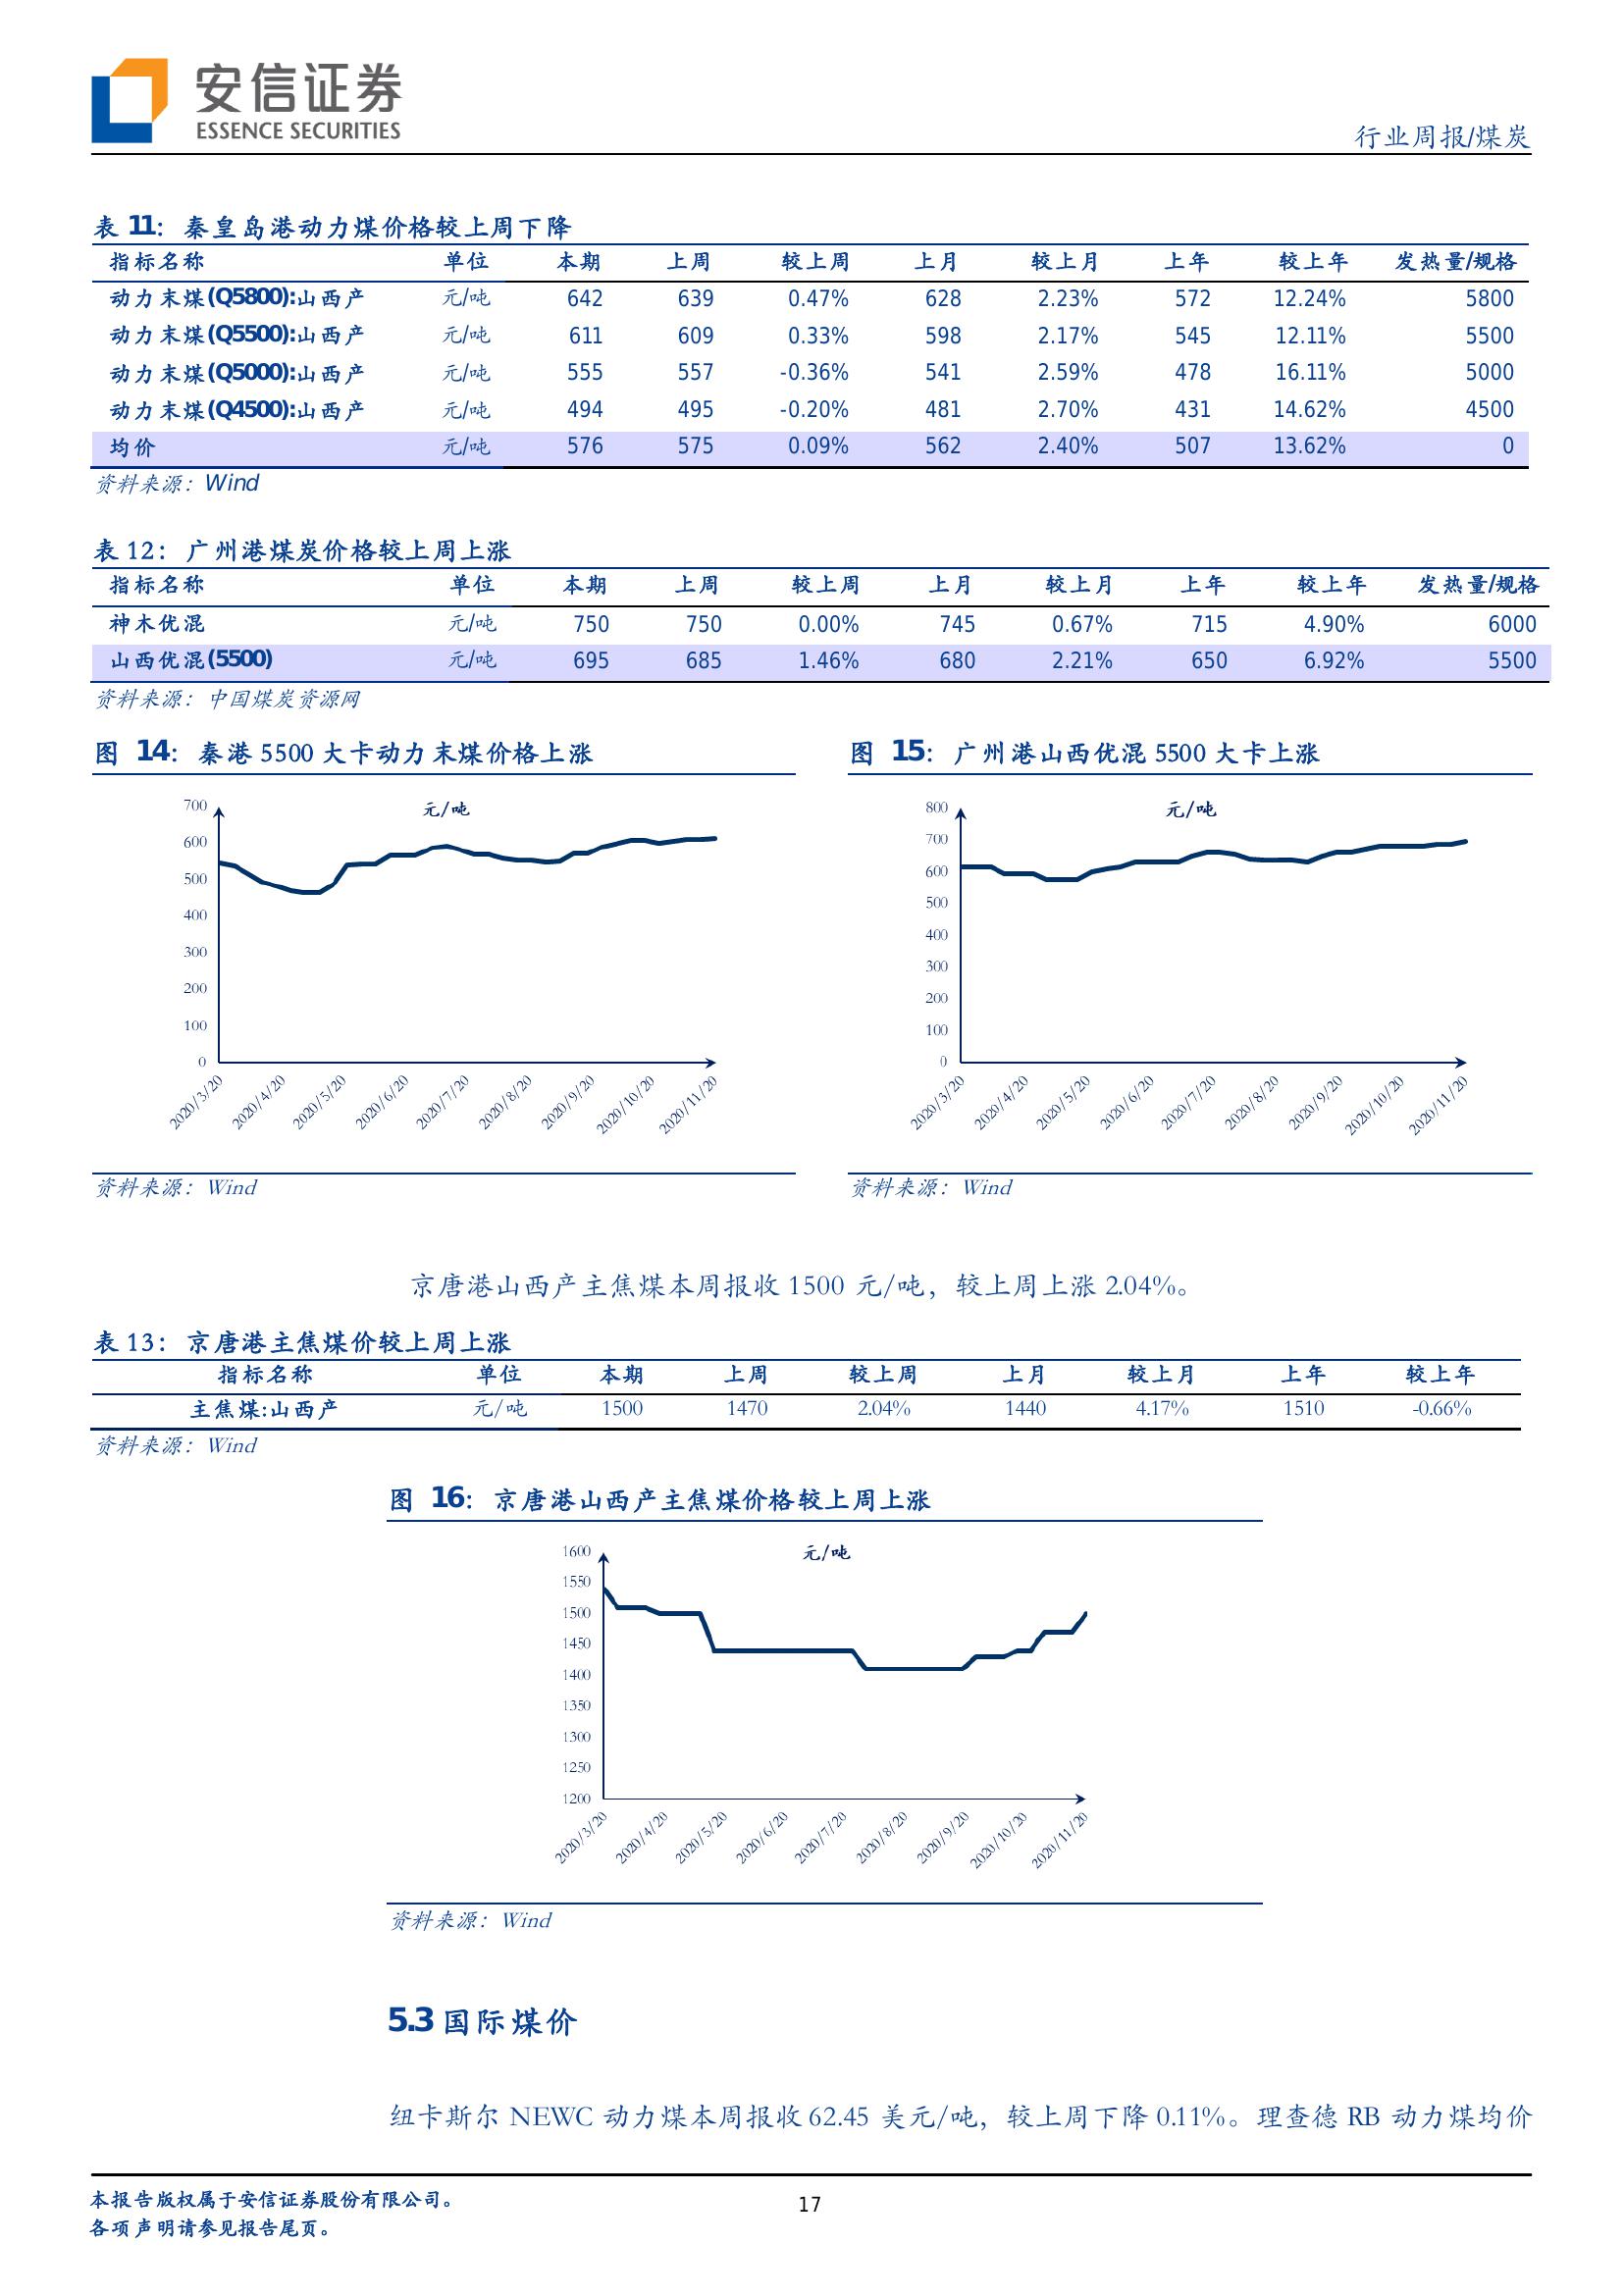 安信证券
ESSENCE SECURITIES
行业周报/煤炭
表 11：秦皇岛港动力煤价格较上周下降
指标名称 单位 本期 上周 较上周 上月 较上月 上年 较上年 发热量/规格
动力末煤(Q5800):山西产 元/吨 642 639 0.47% 628 2.23% 572 12.24% 5800
动力末煤(Q5500):山西产 元/吨 611 609 0.33% 598 2.17% 545 12.11% 5500
动力末煤(Q5000):山西产 元/吨 555 557 -0.36% 541 2.59% 478 16.11% 5000
动力末煤(Q4500):山西产 元/吨 494 495 -0.20% 481 2.70% 431 14.62% 4500
均价 元/吨 576 575 0.09% 562 2.40% 507 13.62% 0
资料来源：Wind
表 12：广州港煤炭价格较上周上涨
指标名称 单位 本期 上周 较上周 上月 较上月 上年 较上年 发热量/规格
神木优混 元/吨 750 750 0.00% 745 0.67% 715 4.90% 6000
山西优混(5500) 元/吨 695 685 1.46% 680 2.21% 650 6.92% 5500
资料来源：中国煤炭资源网
图 14：秦港 5500 大卡动力末煤价格上涨
元/吨
700
600
500
400
300
200
100
0
2020/3/20 2020/4/20 2020/5/20 2020/6/20 2020/7/20 2020/8/20 2020/9/20 2020/10/20 2020/11/20
资料来源：Wind
图 15：广州港山西优混 5500 大卡上涨
元/吨
800
700
600
500
400
300
200
100
0
2020/3/20 2020/4/20 2020/5/20 2020/6/20 2020/7/20 2020/8/20 2020/9/20 2020/10/20 2020/11/20
资料来源：Wind
京唐港山西产主焦煤本周报收 1500 元/吨，较上周上涨 2.04%。
表 13：京唐港主焦煤价较上周上涨
指标名称 单位 本期 上周 较上周 上月 较上月 上年 较上年
主焦煤:山西产 元/吨 1500 1470 2.04% 1440 4.17% 1510 -0.66%
资料来源：Wind
图 16：京唐港山西产主焦煤价格较上周上涨
元/吨
1600
1550
1500
1450
1400
1350
1300
1250
1200
2020/3/20 2020/4/20 2020/5/20 2020/6/20 2020/7/20 2020/8/20 2020/9/20 2020/10/20 2020/11/20
资料来源：Wind
5.3 国际煤价
纽卡斯尔 NEWC 动力煤本周报收 62.45 美元/吨，较上周下降 0.11%。理查德 RB 动力煤均价
本报告版权属于安信证券股份有限公司。
各项声明请参见报告尾页。
17